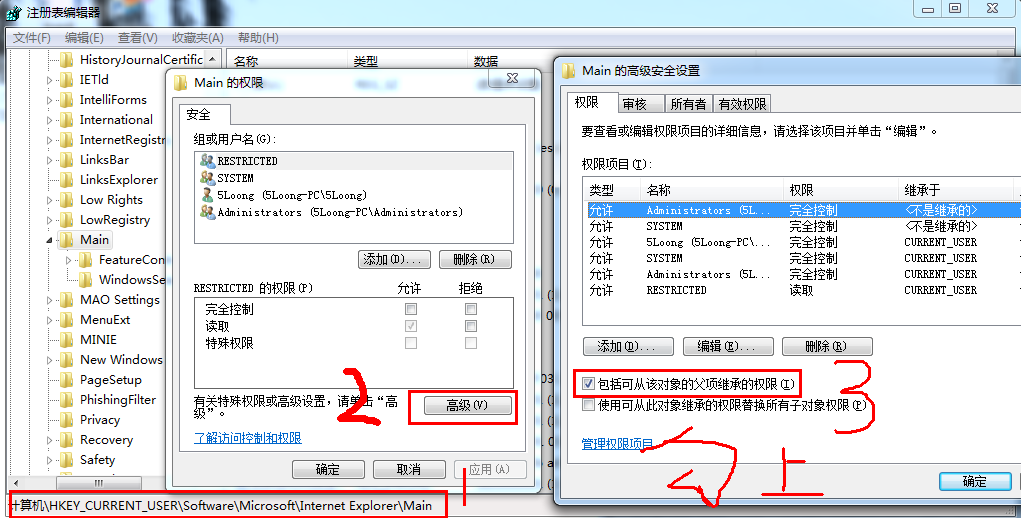 注册表编辑器
文件(F) 编辑(E) 查看(V) 收藏夹(A) 帮助(H)
HistoryJournalCertific
IETld
IntelliForms
International
InternetRegistr
LinksBar
LinksExplorer
Low Rights
LowRegistry
Main
FeatureCon
WindowsSe
MAO Settings
MenuExt
MINIE
New Windows
PageSetup
PhishingFilter
Privacy
Recovery
Safety
名称 类型 数据
Main 的权限
安全
组或用户名(G):
RESTRICTED
SYSTEM
5Loong (5Loong-PC\5Loong)
Administrators (5Loong-PC\Administrators)
添加(D)... 删除(R)
RESTRICTED 的权限(P) 允许 拒绝
完全控制
读取
特殊权限
有关特殊权限或高级设置，请单击“高
级”。
高级(V)
2
了解访问控制和权限
确定 取消 应用(A)
1
计算机\HKEY_CURRENT_USER\Software\Microsoft\Internet Explorer\Main
Main 的高级安全设置
权限 审核 所有者 有效权限
要查看或编辑权限项目的详细信息，请选择该项目并单击“编辑”。
权限项目(T):
类型 名称 权限 继承于
允许 Administrators (5L... 完全控制 <不是继承的>
允许 SYSTEM 完全控制 <不是继承的>
允许 5Loong (5Loong-PC\... 完全控制 CURRENT_USER
允许 SYSTEM 完全控制 CURRENT_USER
允许 Administrators (5L... 完全控制 CURRENT_USER
允许 RESTRICTED 读取 CURRENT_USER
添加(D)... 编辑(E)... 删除(R)
包括可从该对象的父项继承的权限(I)
使用可从此对象继承的权限替换所有子对象权限(P)
3
管理权限项目
勾上
确定